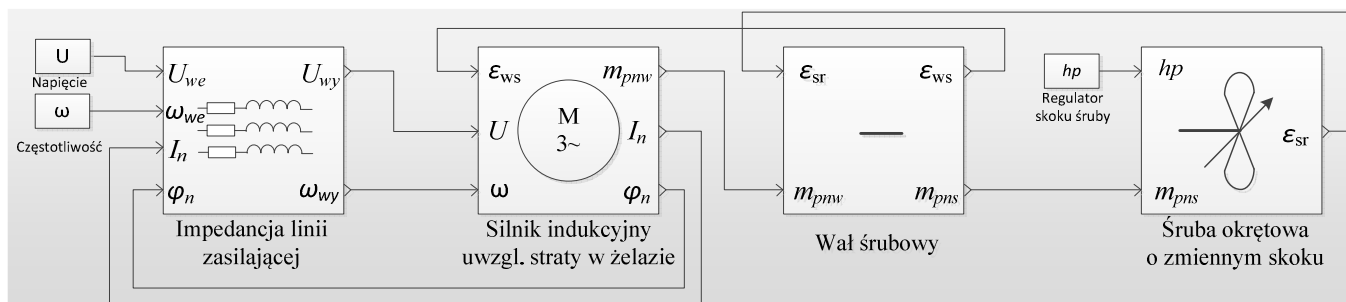 U
Napięcie
ω
Częstotliwość
U_we
ω_we
I_n
φ_n
U_wy
ω_wy
Impedancja linii
zasilającej
ε_ws
U
ω
M
3~
m_pnw
I_n
φ_n
Silnik indukcyjny
uwzgl. straty w żelazie
ε_sr
m_pnw
ε_ws
m_pns
Wał śrubowy
hp
Regulator
skoku śruby
hp
m_pns
ε_sr
Śruba okrętowa
o zmiennym skoku